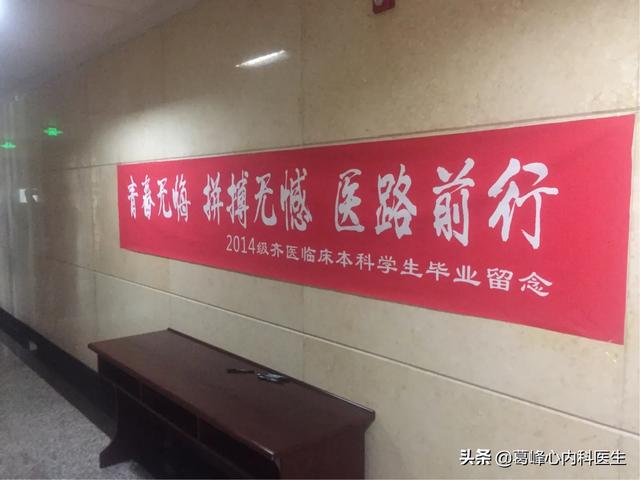 青春无悔 拼搏无憾 医路前行
2014级齐医临床本科学生毕业留念
头条 @葛峰心内科医生